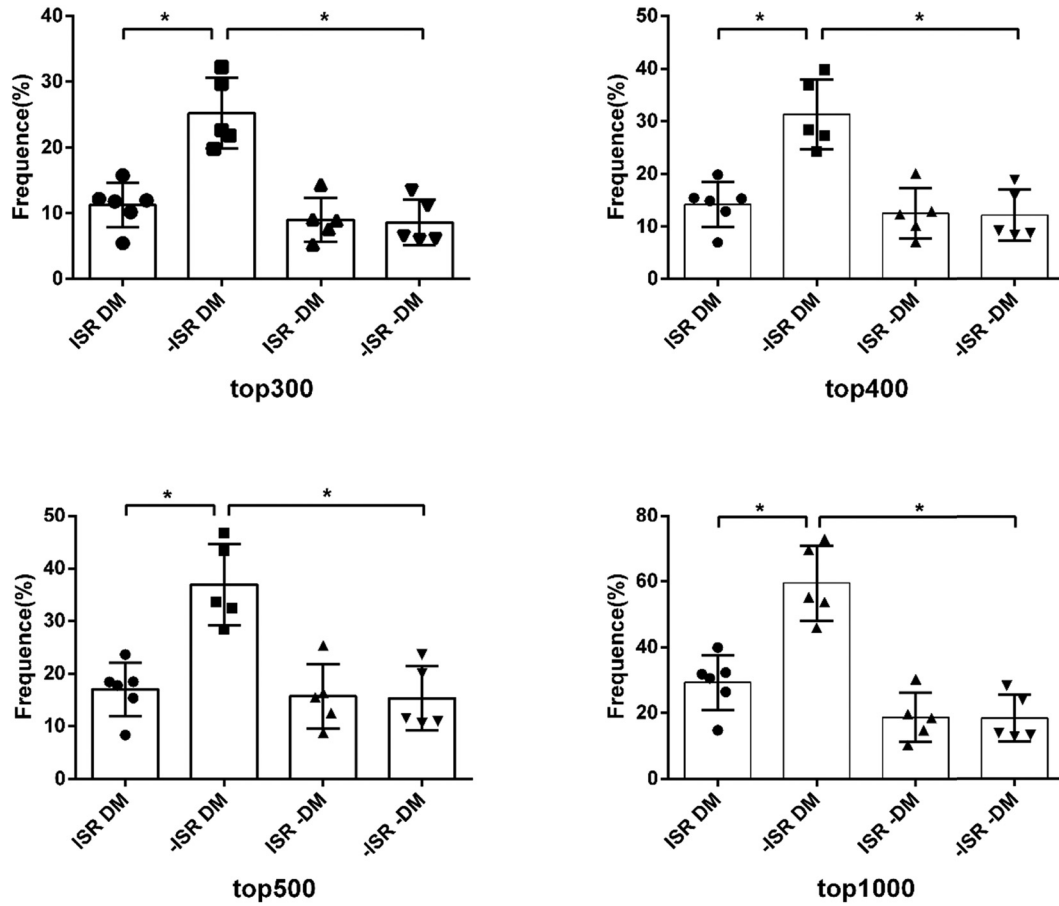 * *
Frequence(%)
40
30
20
10
0
ISR DM
-ISR DM
ISR -DM
-ISR -DM
top300
* *
Frequence(%)
50
40
30
20
10
0
ISR DM
-ISR DM
ISR -DM
-ISR -DM
top400
* *
Frequence(%)
50
40
30
20
10
0
ISR DM
-ISR DM
ISR -DM
-ISR -DM
top500
* *
Frequence(%)
80
60
40
20
0
ISR DM
-ISR DM
ISR -DM
-ISR -DM
top1000